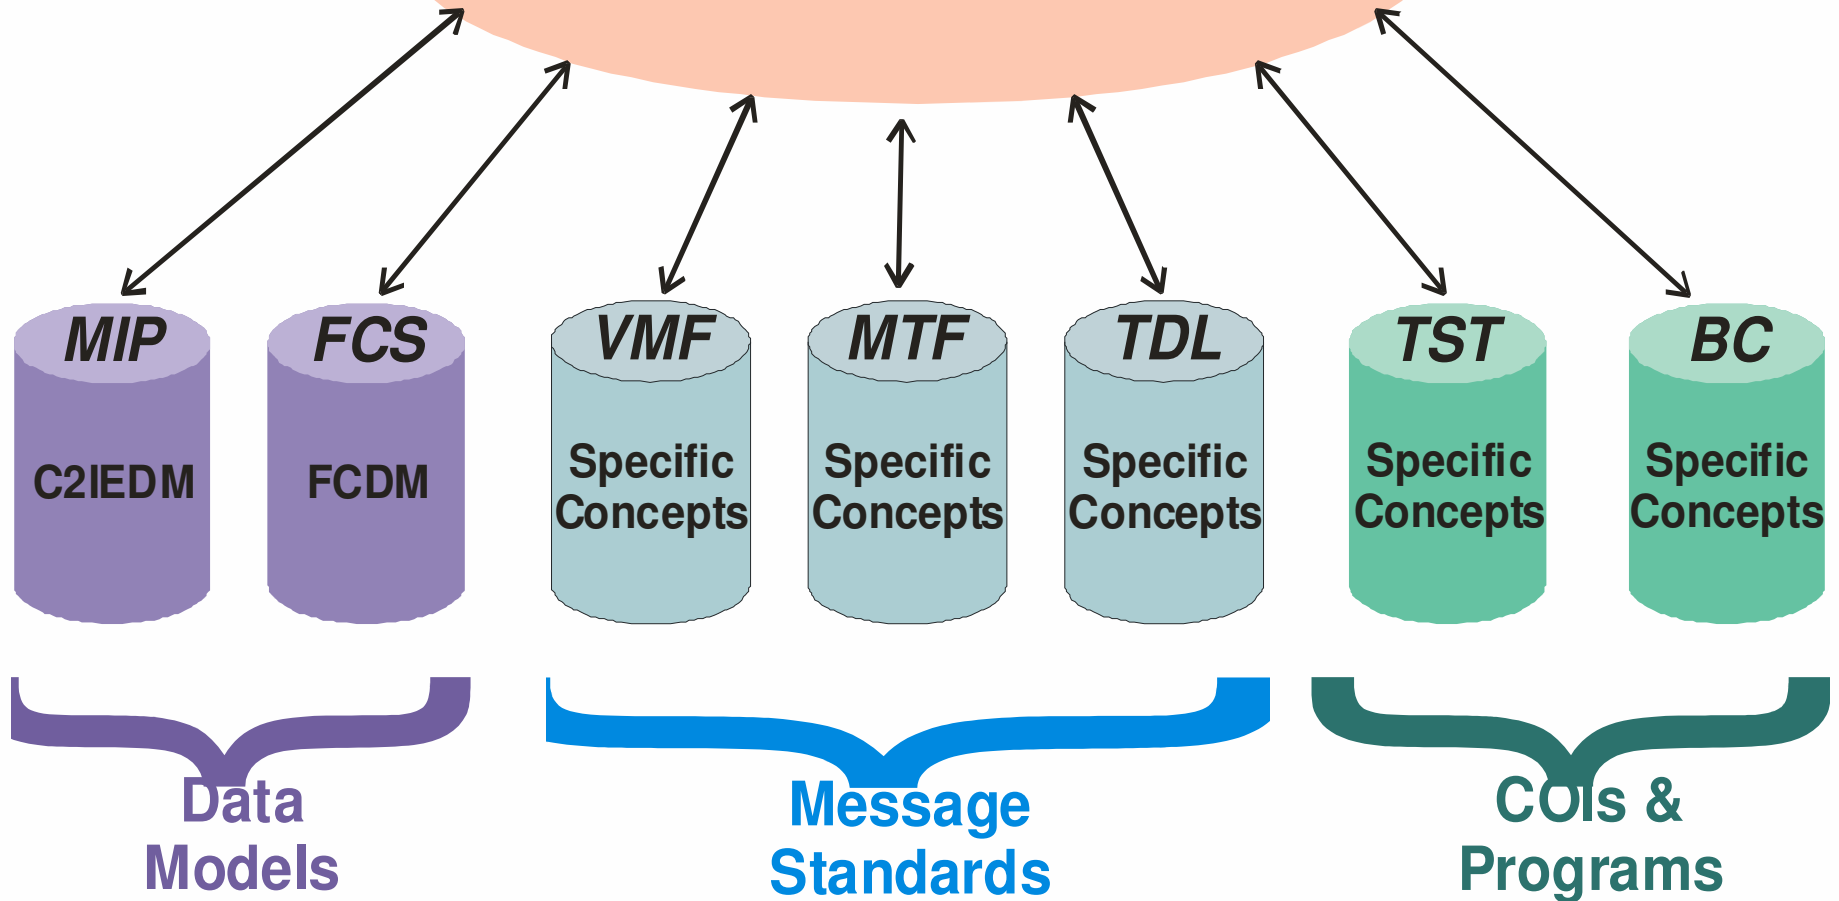 MIP
FCS
VMF
MTF
TDL
TST
BC
C2IEDM
FCDM
Specific
Concepts
Specific
Concepts
Specific
Concepts
Specific
Concepts
Specific
Concepts
Data
Models
Message
Standards
COIs &
Programs